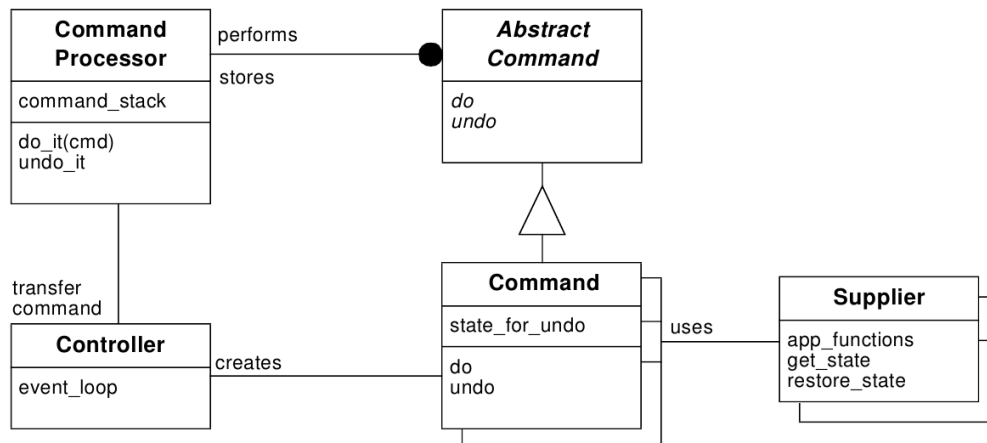 Command
Processor
command_stack
do_it(cmd)
undo_it
performs
stores
Abstract
Command
do
undo
transfer
command
Controller
event_loop
creates
Command
state_for_undo
do
undo
uses
Supplier
app_functions
get_state
restore_state